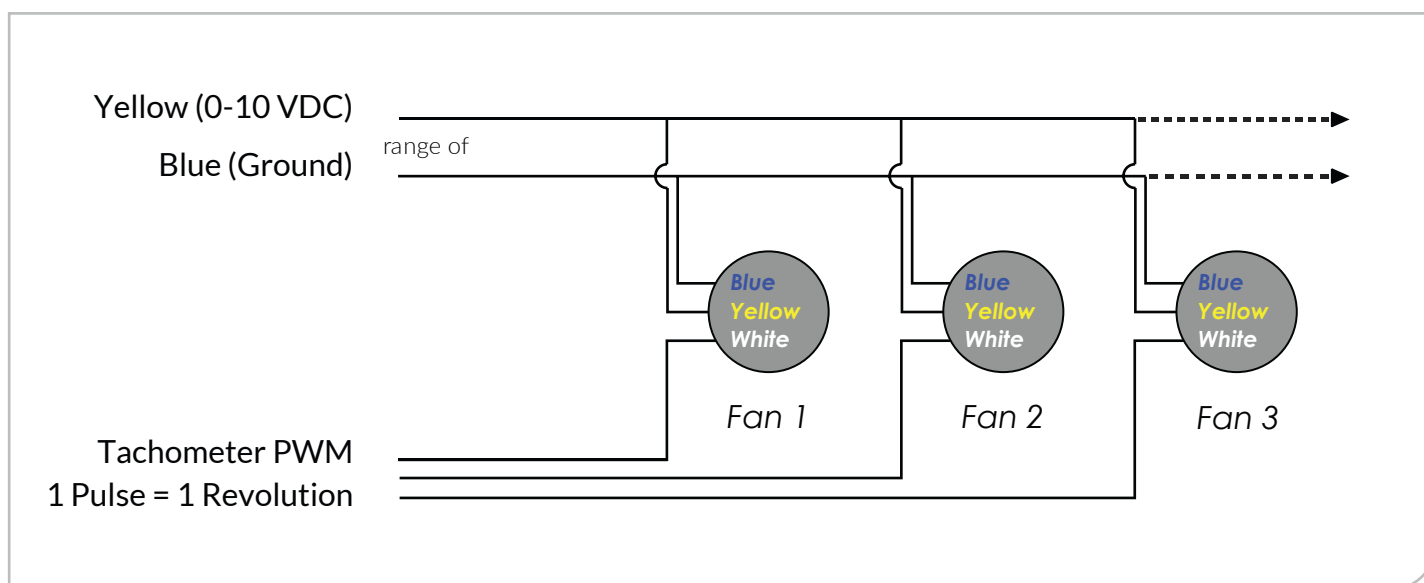 Yellow (0-10 VDC)
range of
Blue (Ground)
Blue
Yellow
White
Fan 1
Blue
Yellow
White
Fan 2
Blue
Yellow
White
Fan 3
Tachometer PWM
1 Pulse = 1 Revolution